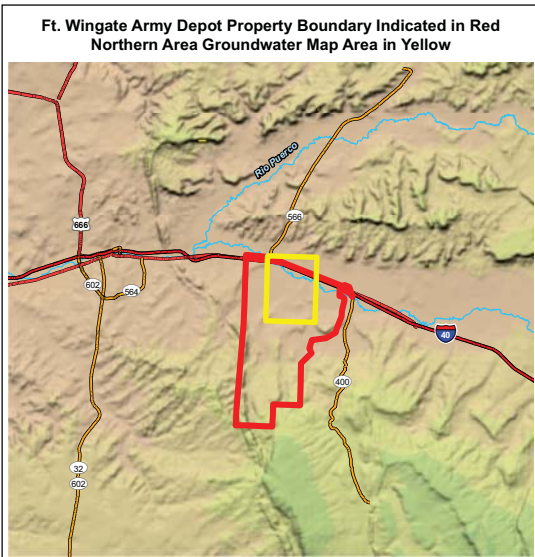 Ft. Wingate Army Depot Property Boundary Indicated in Red
Northern Area Groundwater Map Area in Yellow
Rio Puerco
566
666
602
564
40
400
32
602